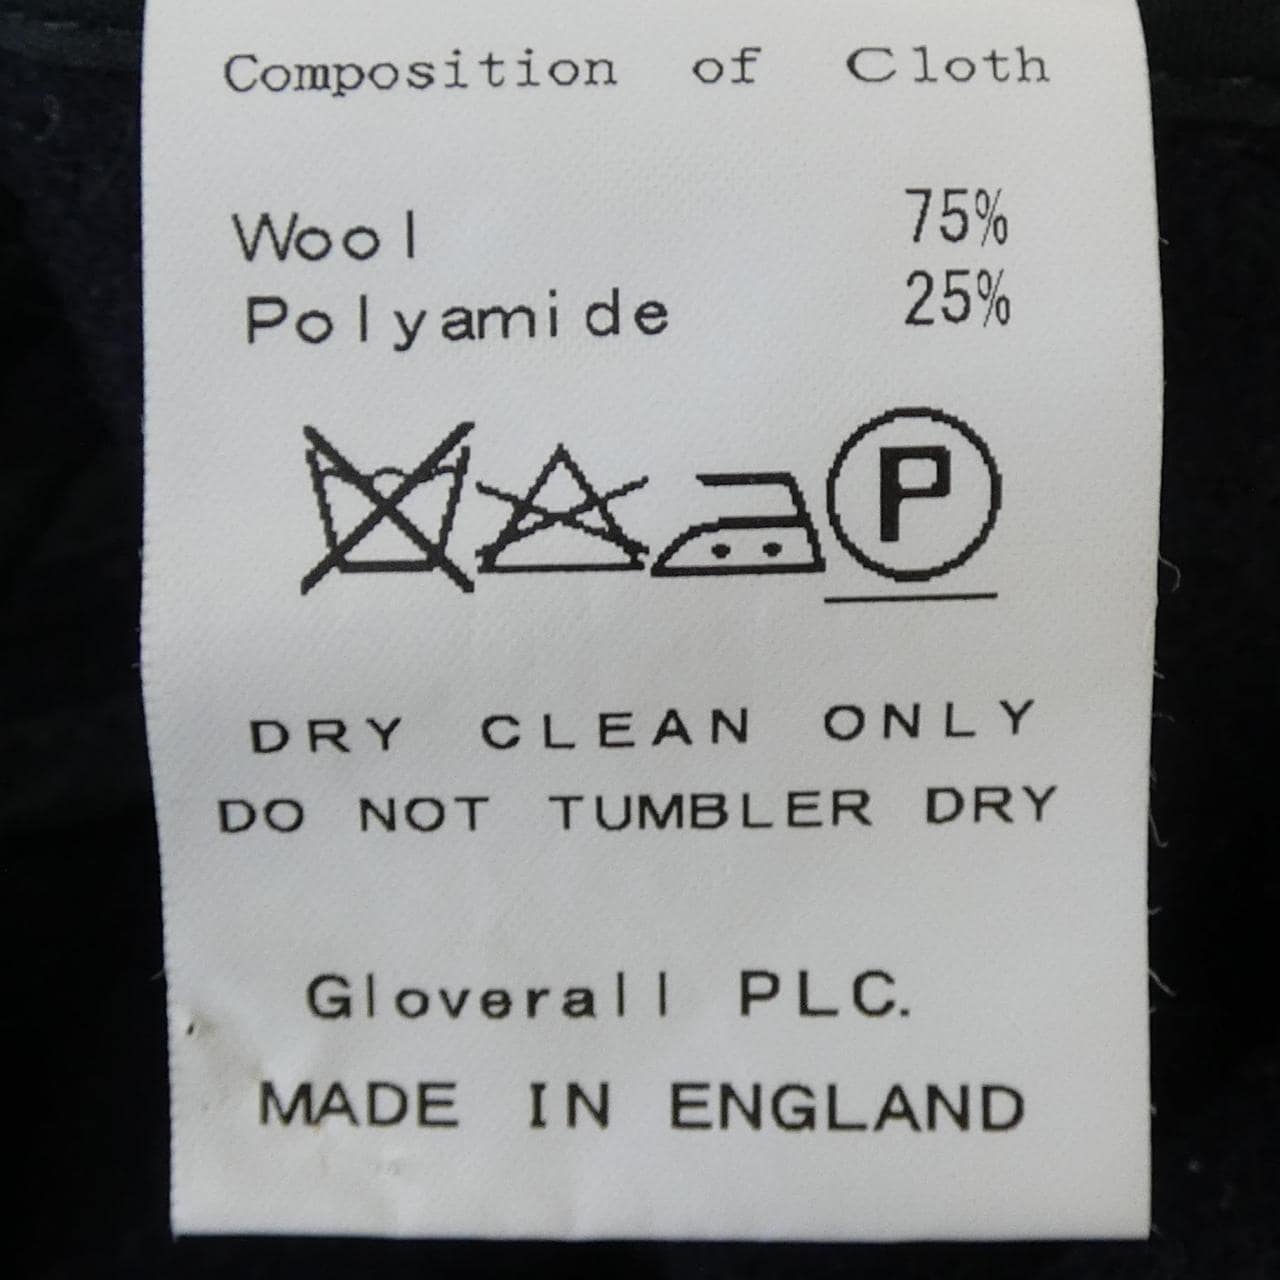 Composition of Cloth
Wool 75%
Polyamide 25%
P
DRY CLEAN ONLY
DO NOT TUMBLER DRY
Gloverall PLC.
MADE IN ENGLAND